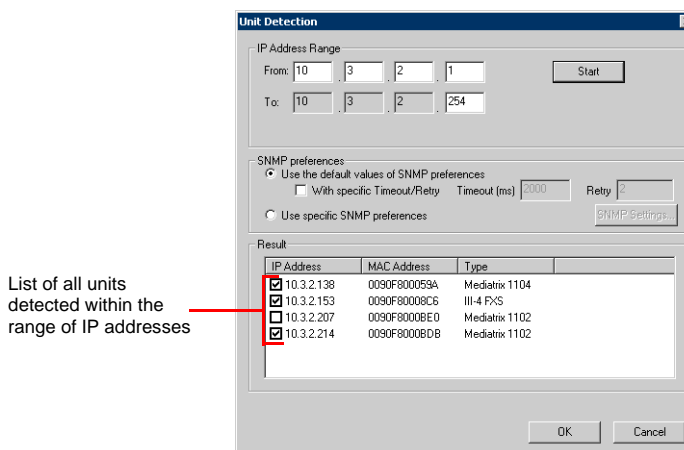 Unit Detection
IP Address Range
From: 10 . 3 . 2 . 1 Start
To: 10 . 3 . 2 . 254
SNMP preferences
Use the default values of SNMP preferences
With specific Timeout/Retry Timeout (ms) 2000 Retry 2
Use specific SNMP preferences SNMP Settings...
Result
IP Address MAC Address Type
10.3.2.138 0090F800059A Mediatrix 1104
10.3.2.153 0090F80008C6 III-4 FXS
10.3.2.207 0090F8000BE0 Mediatrix 1102
10.3.2.214 0090F8000BDB Mediatrix 1102
List of all units
detected within the
range of IP addresses
OK Cancel